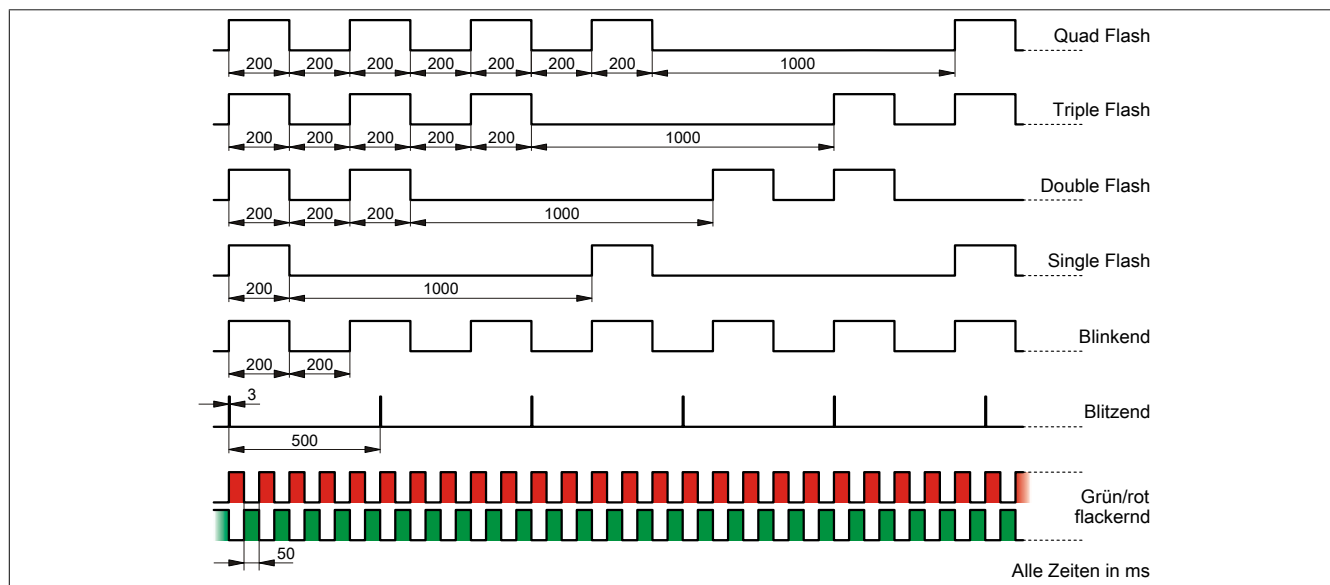 Quad Flash
200 200 200 200 200 200 200 1000
Triple Flash
200 200 200 200 200 1000
Double Flash
200 200 200 1000
Single Flash
200 1000
Blinkend
200 200
3
Blitzend
500
Grün/rot
flackernd
50
Alle Zeiten in ms